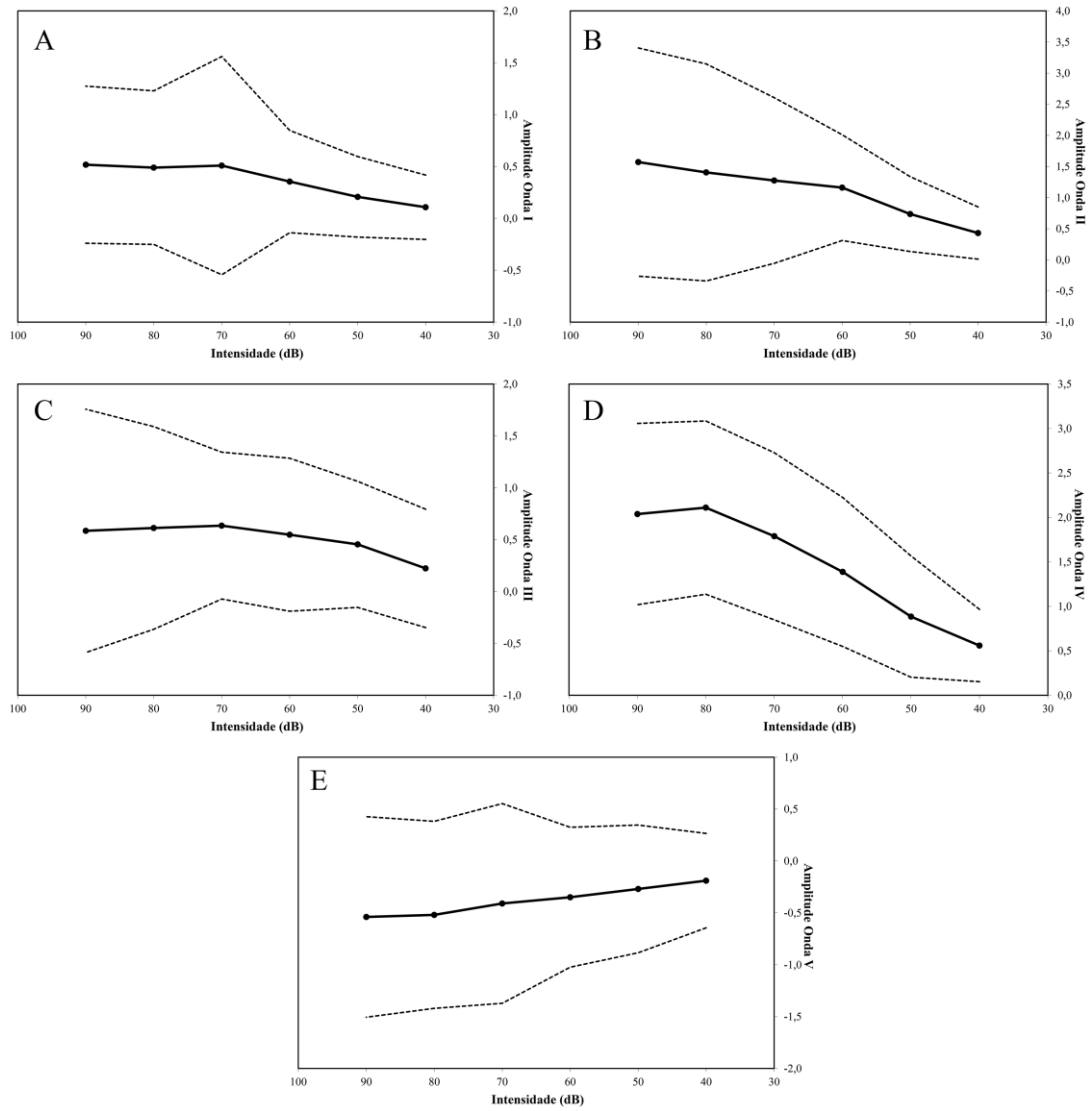 A
2,0
1,5
1,0
0,5
0,0
-0,5
-1,0
Amplitude Onda I
100 90 80 70 60 50 40 30
Intensidade (dB)
B
4,0
3,5
3,0
2,5
2,0
1,5
1,0
0,5
0,0
-0,5
-1,0
Amplitude Onda II
100 90 80 70 60 50 40 30
Intensidade (dB)
C
2,0
1,5
1,0
0,5
0,0
-0,5
-1,0
Amplitude Onda III
100 90 80 70 60 50 40 30
Intensidade (dB)
D
3,5
3,0
2,5
2,0
1,5
1,0
0,5
0,0
Amplitude Onda IV
100 90 80 70 60 50 40 30
Intensidade (dB)
E
1,0
0,5
0,0
-0,5
-1,0
-1,5
-2,0
Amplitude Onda V
100 90 80 70 60 50 40 30
Intensidade (dB)